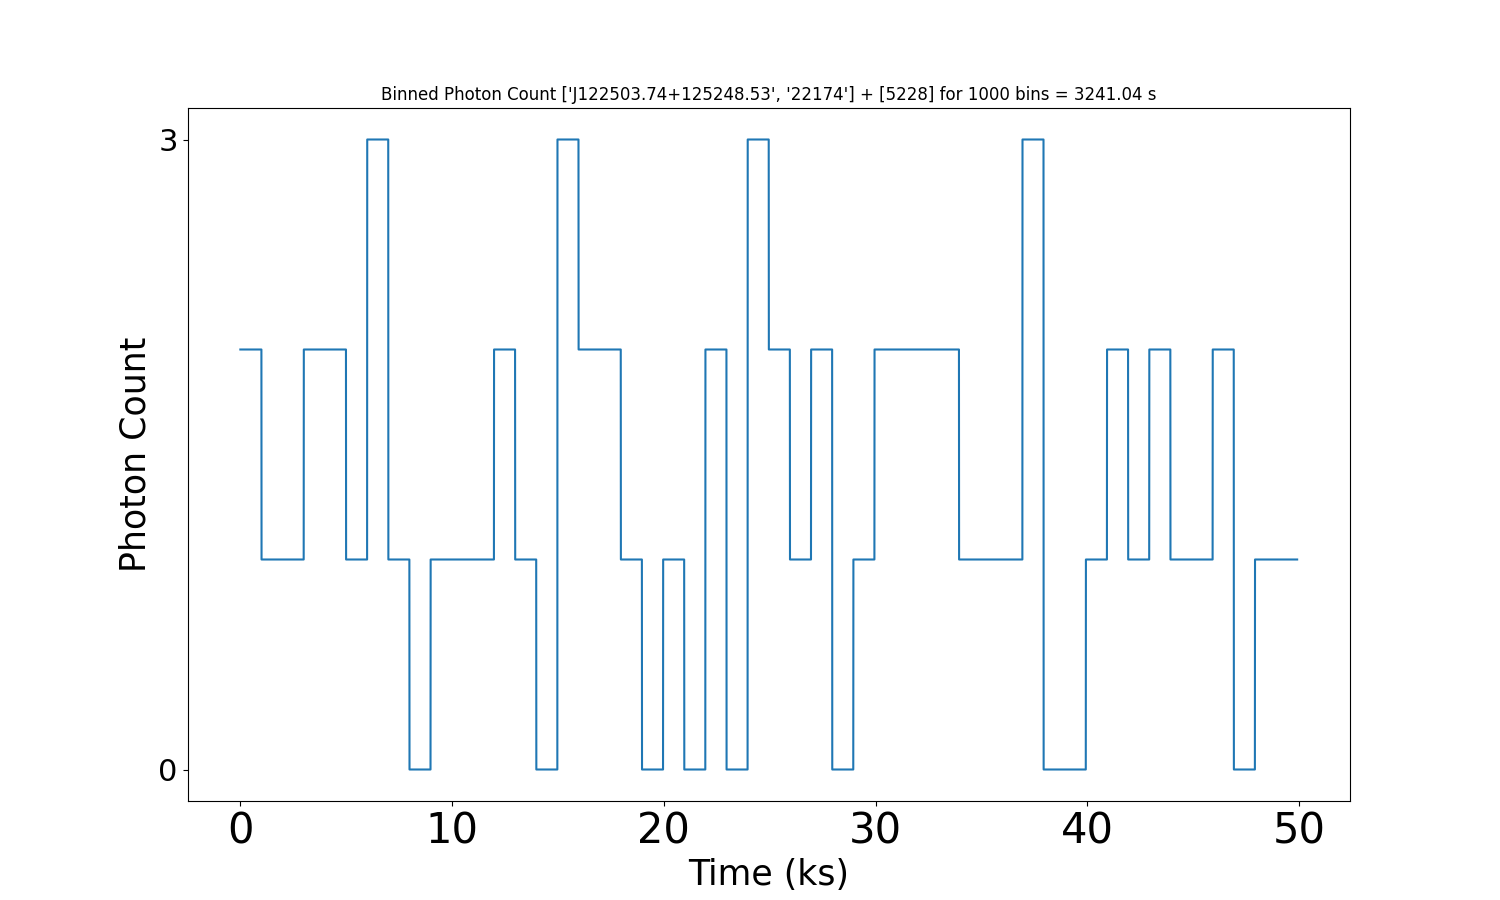 Binned Photon Count ['J122503.74+125248.53', '22174'] + [5228] for 1000 bins = 3241.04 s
3
Photon Count
0
0 10 20 30 40 50
Time (ks)